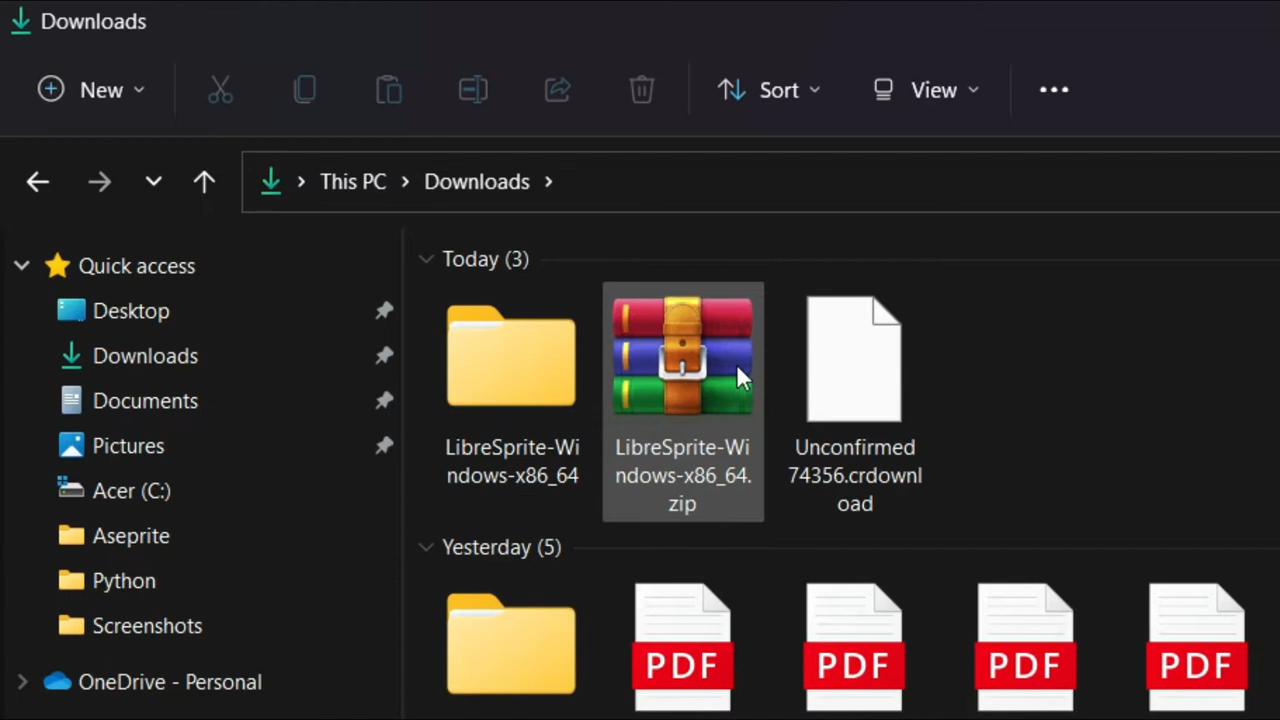 Downloads
New
Sort
View
This PC
Downloads
Quick access
Desktop
Downloads
Documents
Pictures
Acer (C:)
Aseprite
Python
Screenshots
OneDrive - Personal
Today (3)
LibreSprite-Wi
ndows-x86_64
LibreSprite-Wi
ndows-x86_64.
zip
Unconfirmed
74356.crdownl
oad
Yesterday (5)
PDF
PDF
PDF
PDF